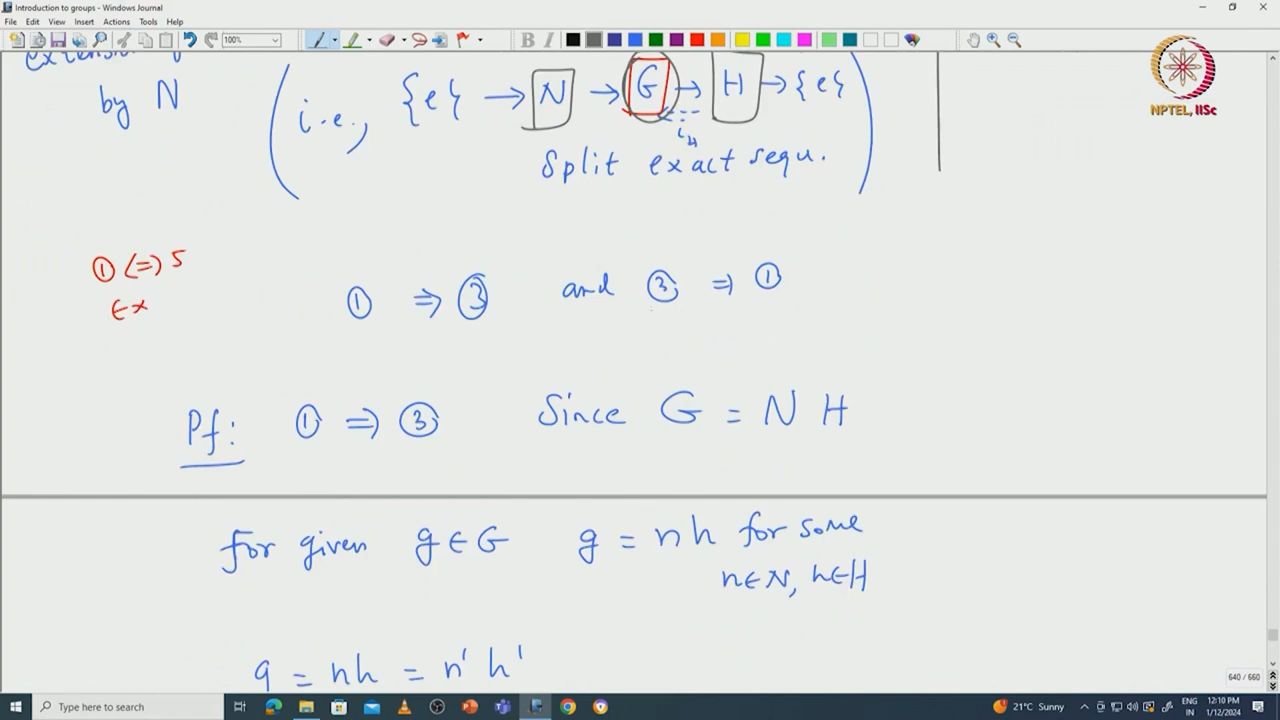 Introduction to groups - Windows Journal
File Edit View Insert Actions Tools Help
100%
B I
by N
(i.e., {e} → N → G → H → {e})
i_H
Split exact sequ.
NPTEL, IISc
① <=> 5
Ex
① => ③ and ③ => ①
Pf: ① => ③ Since G = N H
for given g ∈ G g = nh for some
n∈N, h∈H
g = nh = n' h'
640 / 660
Type here to search
21°C Sunny
ENG
IN
12:10 PM
1/12/2024